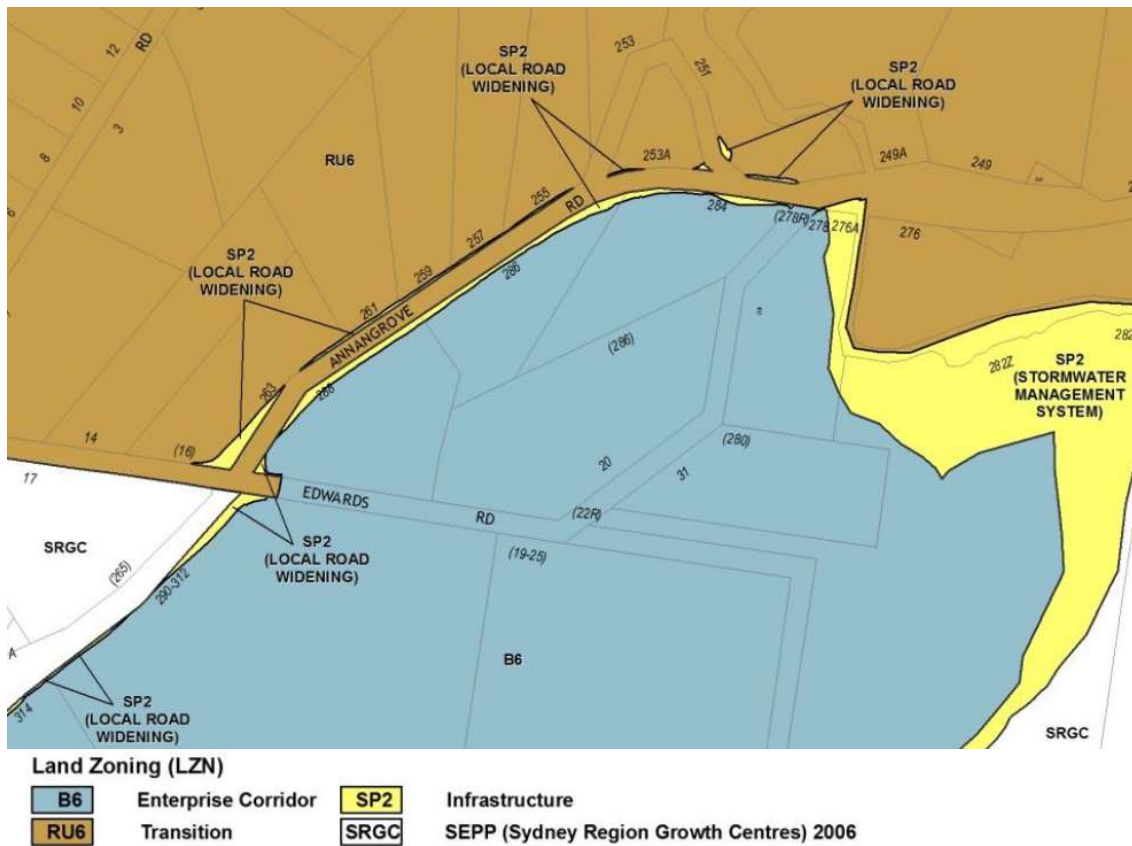 12
RD
10
3
8
6
SP2
(LOCAL ROAD
WIDENING)
253
251
SP2
(LOCAL ROAD
WIDENING)
RU6
253A
249A
249
255
RD
284
(278R)
278
276A
276
257
SP2
(LOCAL ROAD
WIDENING)
259
286
261
ANNANGROVE
(286)
282
282Z
SP2
(STORMWATER
MANAGEMENT
SYSTEM)
263
288
14
(16)
17
(280)
20
31
EDWARDS
RD
(22R)
(19-25)
SRGC
SP2
(LOCAL ROAD
WIDENING)
(265)
290-312
B6
SP2
(LOCAL ROAD
WIDENING)
314
SRGC
Land Zoning (LZN)
B6 Enterprise Corridor SP2 Infrastructure
RU6 Transition SRGC SEPP (Sydney Region Growth Centres) 2006